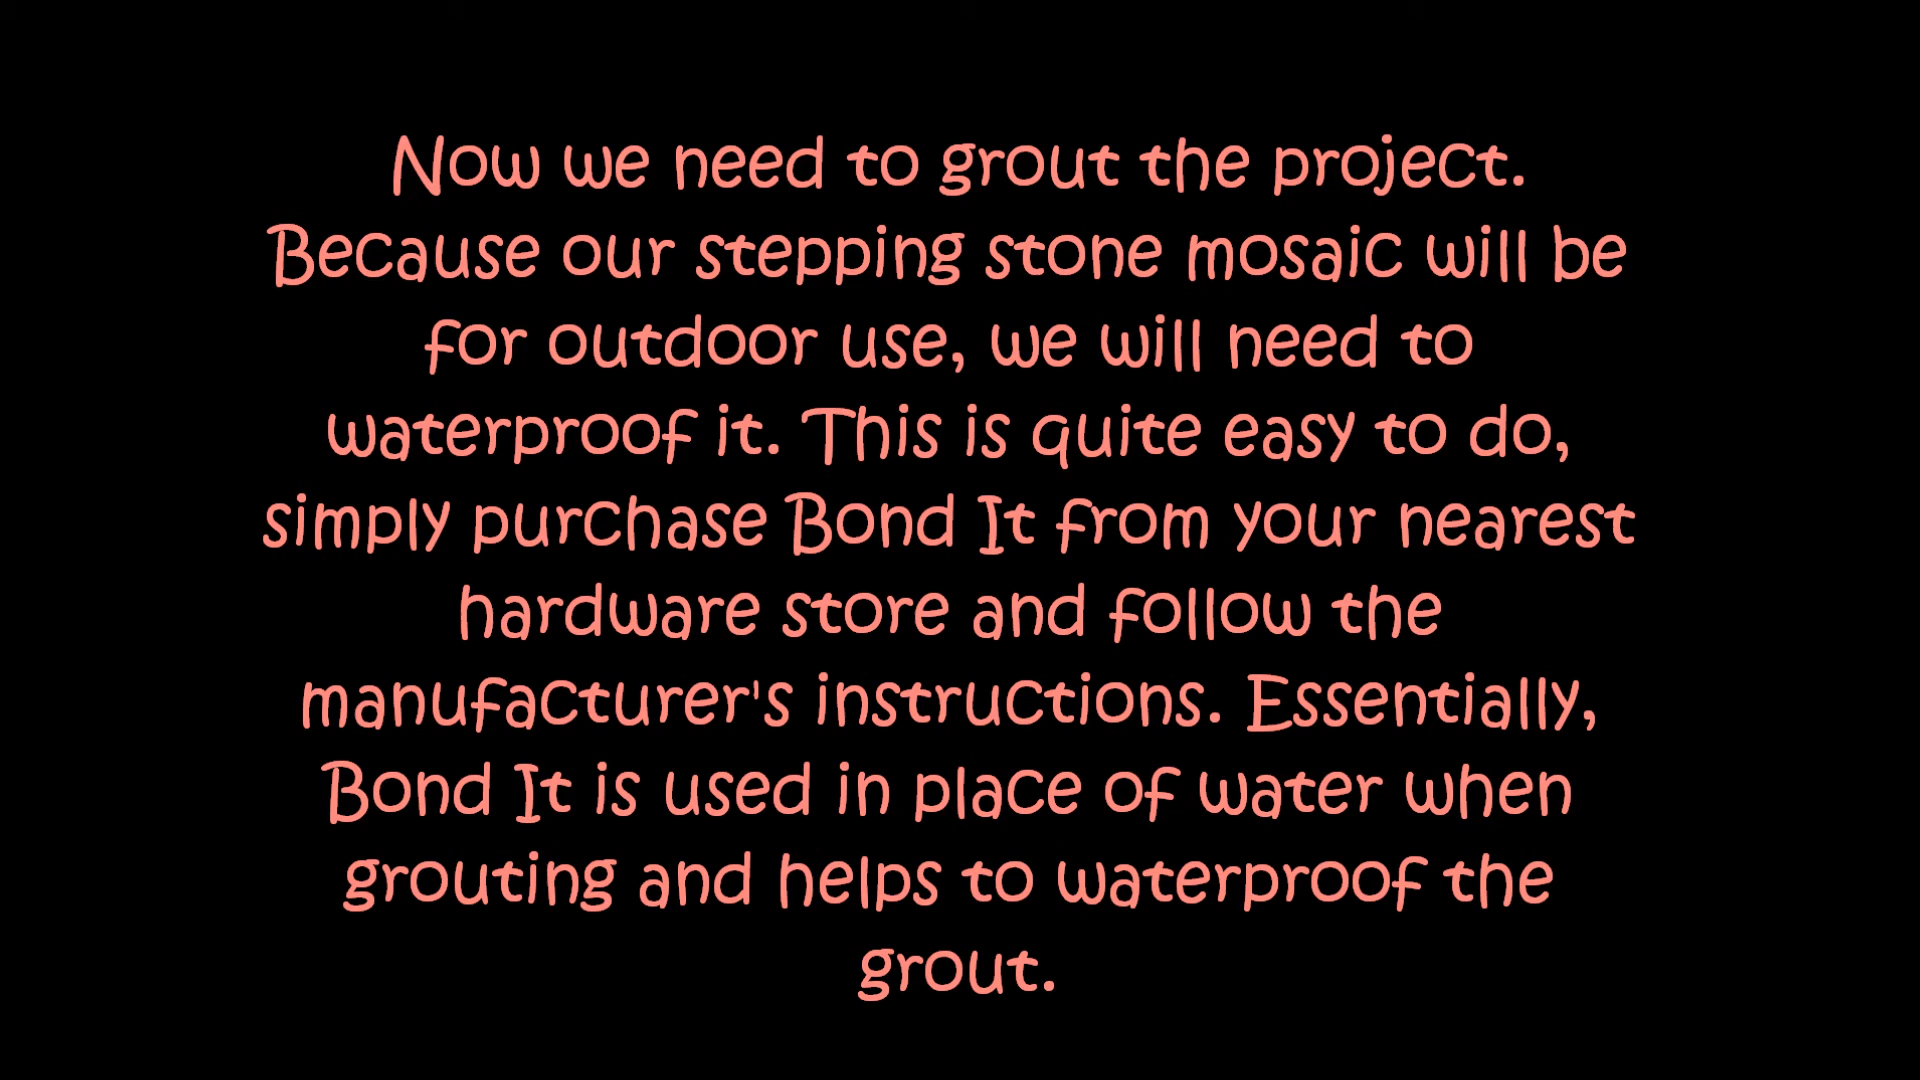 Now we need to grout the project.
Because our stepping stone mosaic will be
for outdoor use, we will need to
waterproof it. This is quite easy to do,
simply purchase Bond It from your nearest
hardware store and follow the
manufacturer's instructions. Essentially,
Bond It is used in place of water when
grouting and helps to waterproof the
grout.